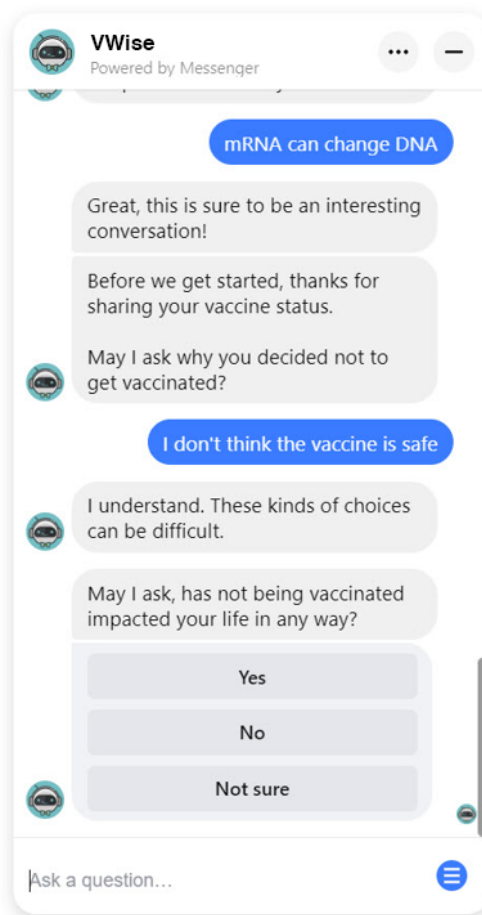 VWise
Powered by Messenger
mRNA can change DNA
Great, this is sure to be an interesting
conversation!
Before we get started, thanks for
sharing your vaccine status.
May I ask why you decided not to
get vaccinated?
I don't think the vaccine is safe
I understand. These kinds of choices
can be difficult.
May I ask, has not being vaccinated
impacted your life in any way?
Yes
No
Not sure
Ask a question...